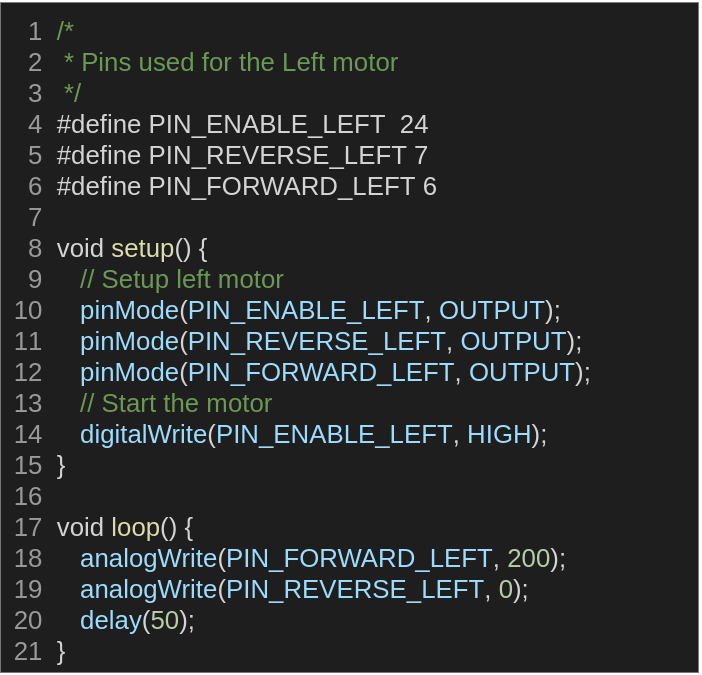 1 /*
2  * Pins used for the Left motor
3  */
4 #define PIN_ENABLE_LEFT  24
5 #define PIN_REVERSE_LEFT 7
6 #define PIN_FORWARD_LEFT 6
7
8 void setup() {
9    // Setup left motor
10    pinMode(PIN_ENABLE_LEFT, OUTPUT);
11    pinMode(PIN_REVERSE_LEFT, OUTPUT);
12    pinMode(PIN_FORWARD_LEFT, OUTPUT);
13    // Start the motor
14    digitalWrite(PIN_ENABLE_LEFT, HIGH);
15 }
16
17 void loop() {
18    analogWrite(PIN_FORWARD_LEFT, 200);
19    analogWrite(PIN_REVERSE_LEFT, 0);
20    delay(50);
21 }